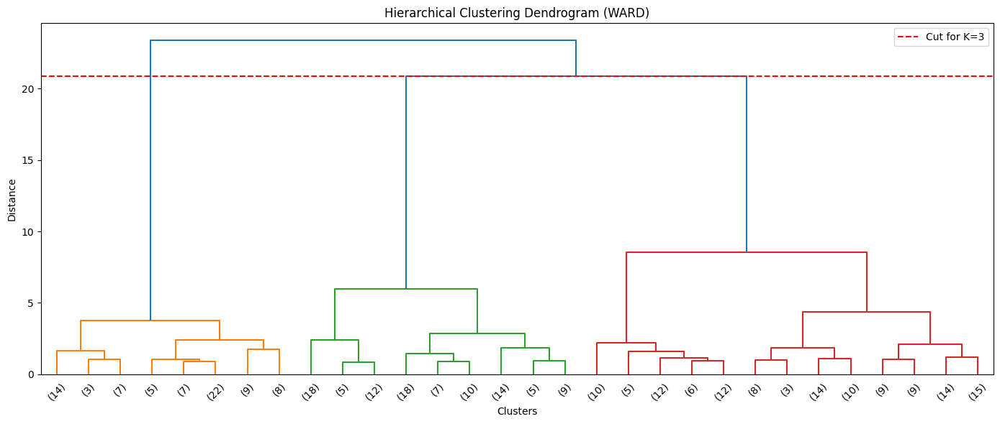 Hierarchical Clustering Dendrogram (WARD)
Cut for K=3
Distance
20
15
10
5
0
(14) (3) (7) (5) (7) (22) (9) (8) (18) (5) (12) (18) (7) (10) (14) (5) (9) (10) (5) (12) (6) (12) (8) (3) (14) (10) (9) (9) (14) (15)
Clusters